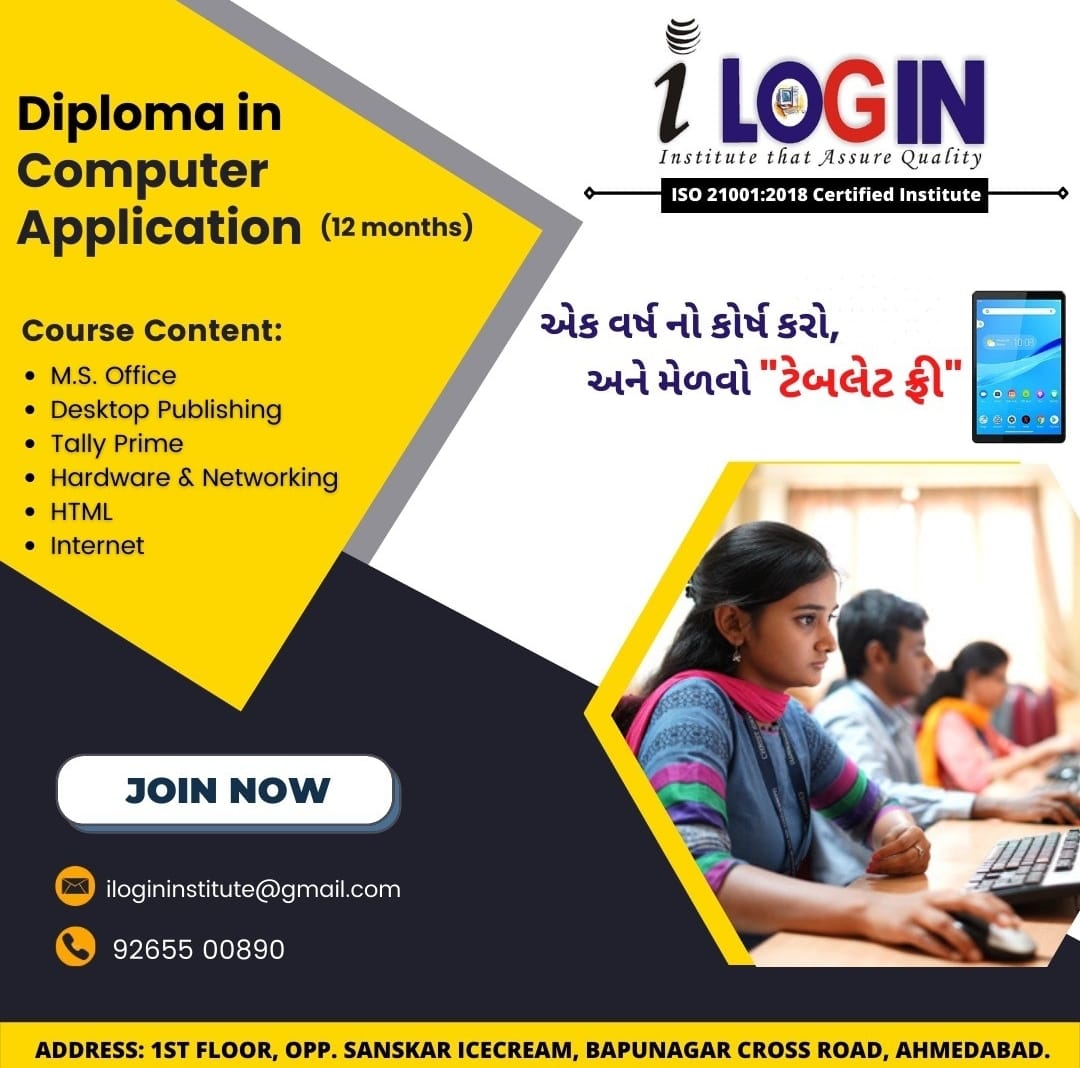 i LOGIN
Institute that Assure Quality
ISO 21001:2018 Certified Institute
Diploma in
Computer
Application (12 months)
Course Content:
• M.S. Office
• Desktop Publishing
• Tally Prime
• Hardware & Networking
• HTML
• Internet
એક વર્ષ નો કોર્ષ કરો,
અને મેળવો "ટેબલેટ ફ્રી"
10:08
JOIN NOW
ilogininstitute@gmail.com
92655 00890
ADDRESS: 1ST FLOOR, OPP. SANSKAR ICECREAM, BAPUNAGAR CROSS ROAD, AHMEDABAD.